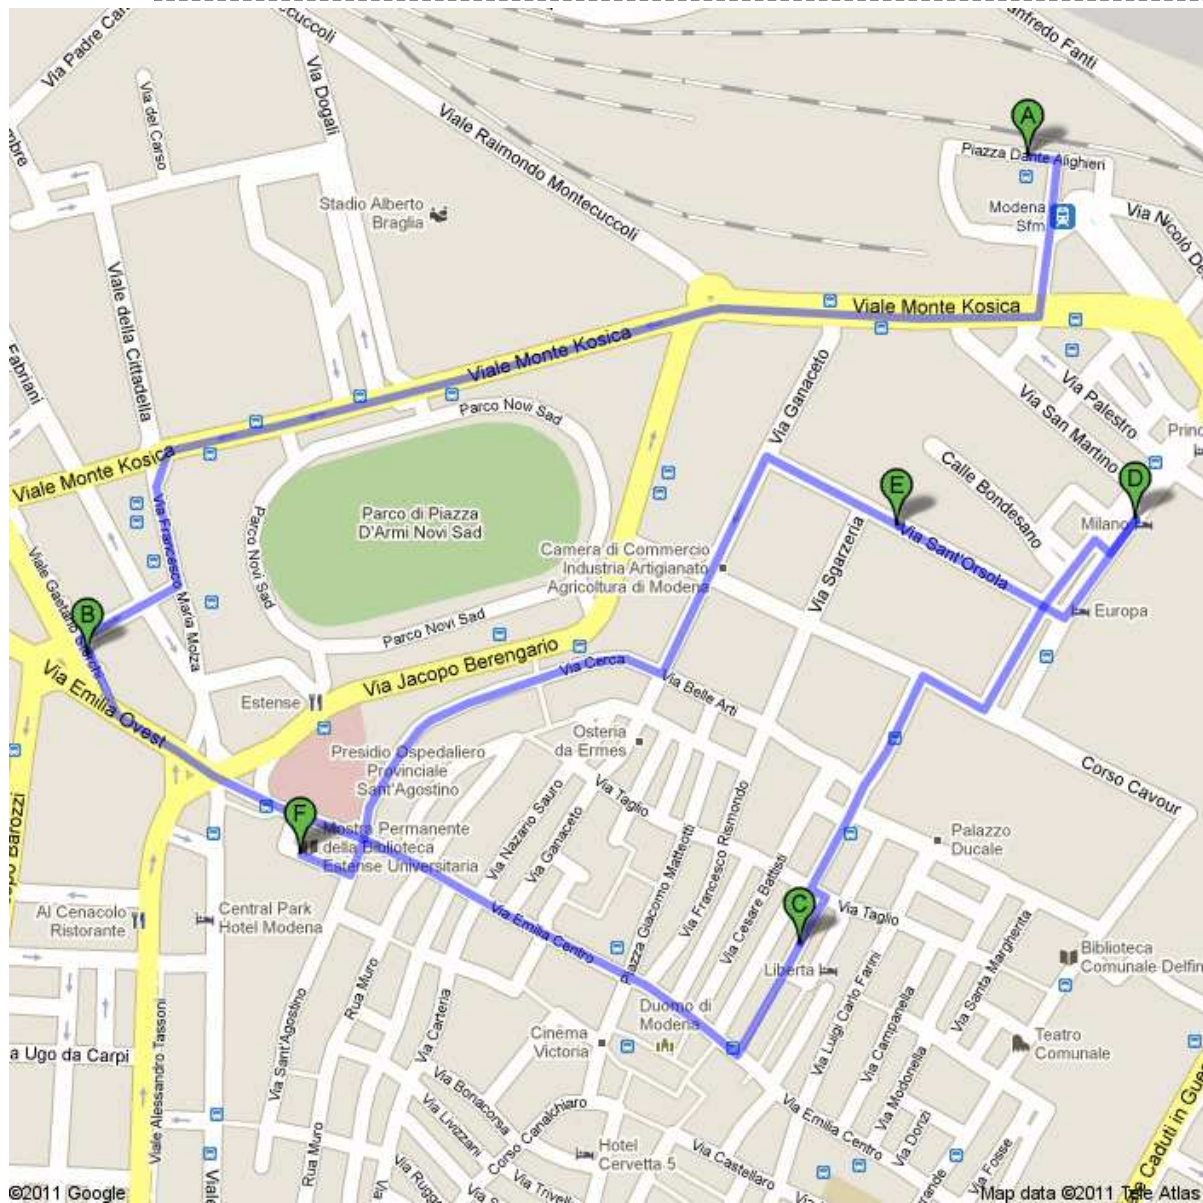 Via Padre Car
Via del Carso
Via Dogali
Viale Raimondo Montecuccoli
A
Piazza Dante Alighieri
Modena
Sfm
Stadio Alberto
Braglia
Viale della Cittadella
Fabriani
Viale Monte Kosica
Viale Monte Kosica
Viale Monte Kosica
Via Ganaceto
Via Palestro
Via San Martino
Princ
Parco Novi Sad
Parco di Piazza
D'Armi Novi Sad
Parco Novi Sad
Parco Novi Sad
Calle Bondesano
D
Milano
E
Via Sant'Orsola
Via Sgarzeria
Europa
Camera di Commercio
Industria Artigianato
Agricoltura di Modena
Via Francesco Maria Molza
B
Via Emilia Ovest
Via Jacopo Berengario
Via Cerca
Via Belle Arti
Estense
Osteria
da Ermes
Corso Cavour
Presidio Ospedaliero
Provinciale
Sant'Agostino
F
Mostra Permanente
della Biblioteca
Estense Universitaria
Via Nazario Sauro
Via Ganaceto
Via Taglio
Piazza Giacomo Matteotti
Via Francesco Rismondo
Via Cesare Battisti
Palazzo
Ducale
C
Via Taglio
Liberta
Al Cenacolo
Ristorante
Central Park
Hotel Modena
Via Emilia Centro
Biblioteca
Comunale Delfin
Via Santa Margherita
Via Luigi Carlo Farini
Via Campanella
Via Modonella
Via Donzi
Via Fosse
Teatro
Comunale
Duomo di
Modena
Cinema
Victoria
a Ugo da Carpi
Viale Alessandro Tassoni
Via Sant'Agostino
Rua Muro
Rua Muro
Via Carteria
Via Bonacorsa
Via Livizzani
Corso Canalchiaro
Hotel
Cervetta 5
Via Castellaro
Via Emilia Centro
©2011 Google
Map data ©2011 Tele Atlas